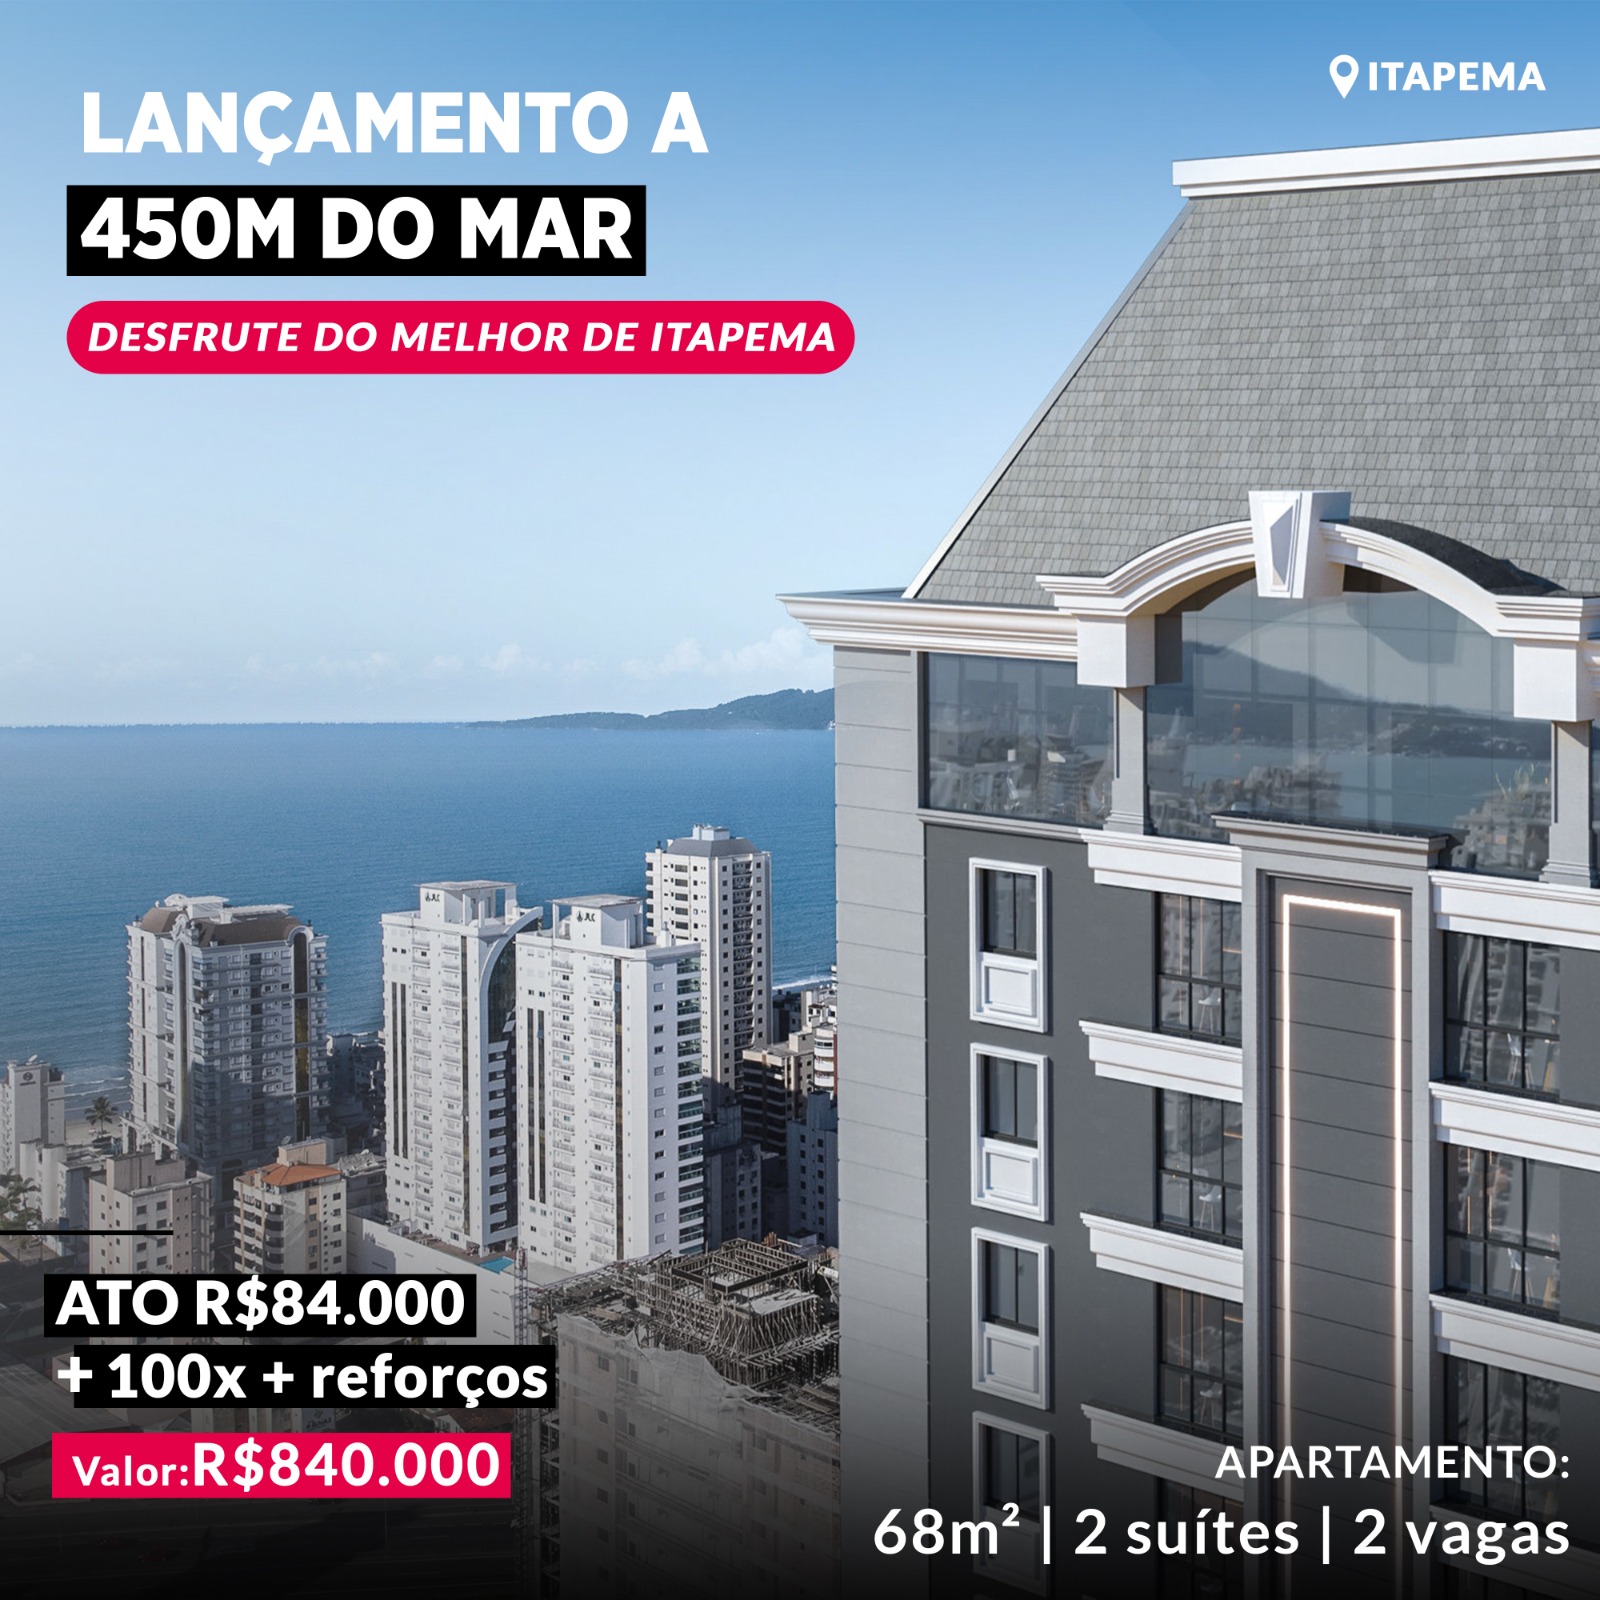 ITAPEMA
LANÇAMENTO A
450M DO MAR
DESFRUTE DO MELHOR DE ITAPEMA
ATO R$84.000
+ 100x + reforços
Valor:R$840.000
APARTAMENTO:
68m² | 2 suítes | 2 vagas